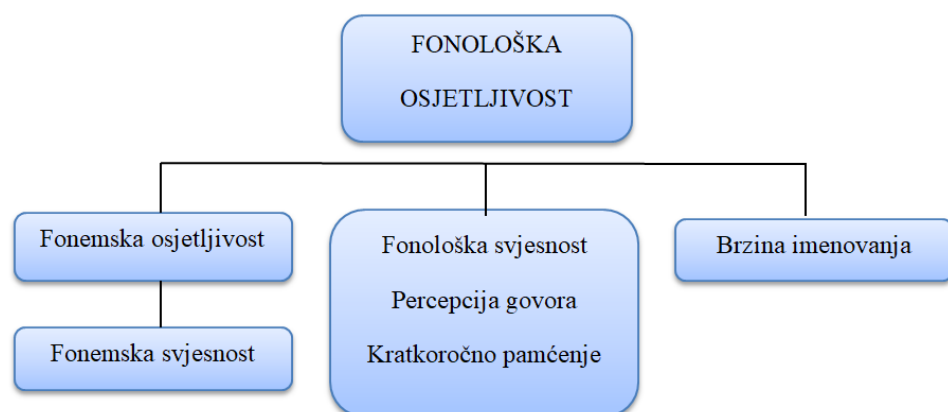 FONOLOŠKA
OSJETLJIVOST
Fonemska osjetljivost
Fonemska svjesnost
Fonološka svjesnost
Percepcija govora
Kratkoročno pamćenje
Brzina imenovanja